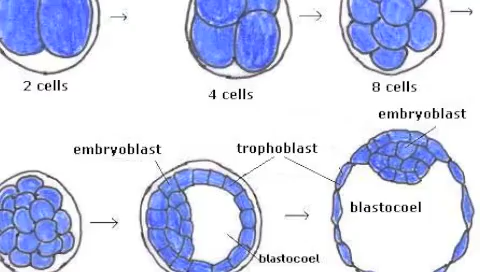 2 cells
4 cells
8 cells
embryoblast
embryoblast
trophoblast
blastocoel
blastocoel